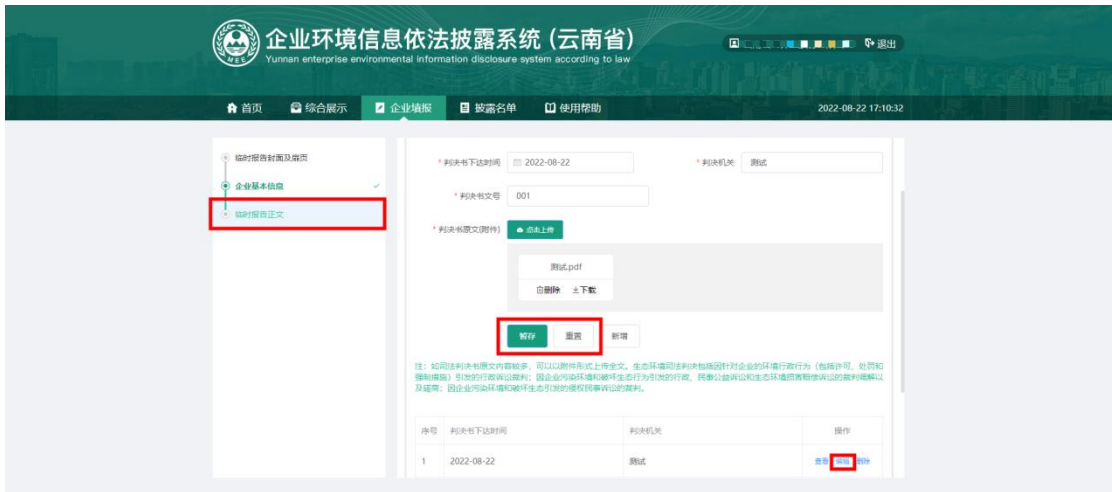 企业环境信息依法披露系统 (云南省)
Yunnan enterprise environmental information disclosure system according to law
MEE
退出
首页 综合展示 企业填报 披露名单 使用帮助 2022-08-22 17:10:32
临时报告封面及扉页
企业基本信息
临时报告正文
* 判决书下达时间 2022-08-22 * 判决机关 测试
* 判决书文号 001
* 判决书原文(附件) 点击上传
测试.pdf
删除 下载
暂存 重置 新增
注：如司法判决书原文内容较多，可以以附件形式上传全文。生态环境司法判决包括因针对企业的环境行政行为（包括许可、处罚和
强制措施）引发的行政诉讼裁判；因企业污染环境和破坏生态行为引发的行政、民事公益诉讼和生态环境损害赔偿诉讼的裁判调解以
及磋商；因企业污染环境和破坏生态引发的侵权民事诉讼的裁判。
序号 判决书下达时间 判决机关 操作
1 2022-08-22 测试 查看 编辑 删除